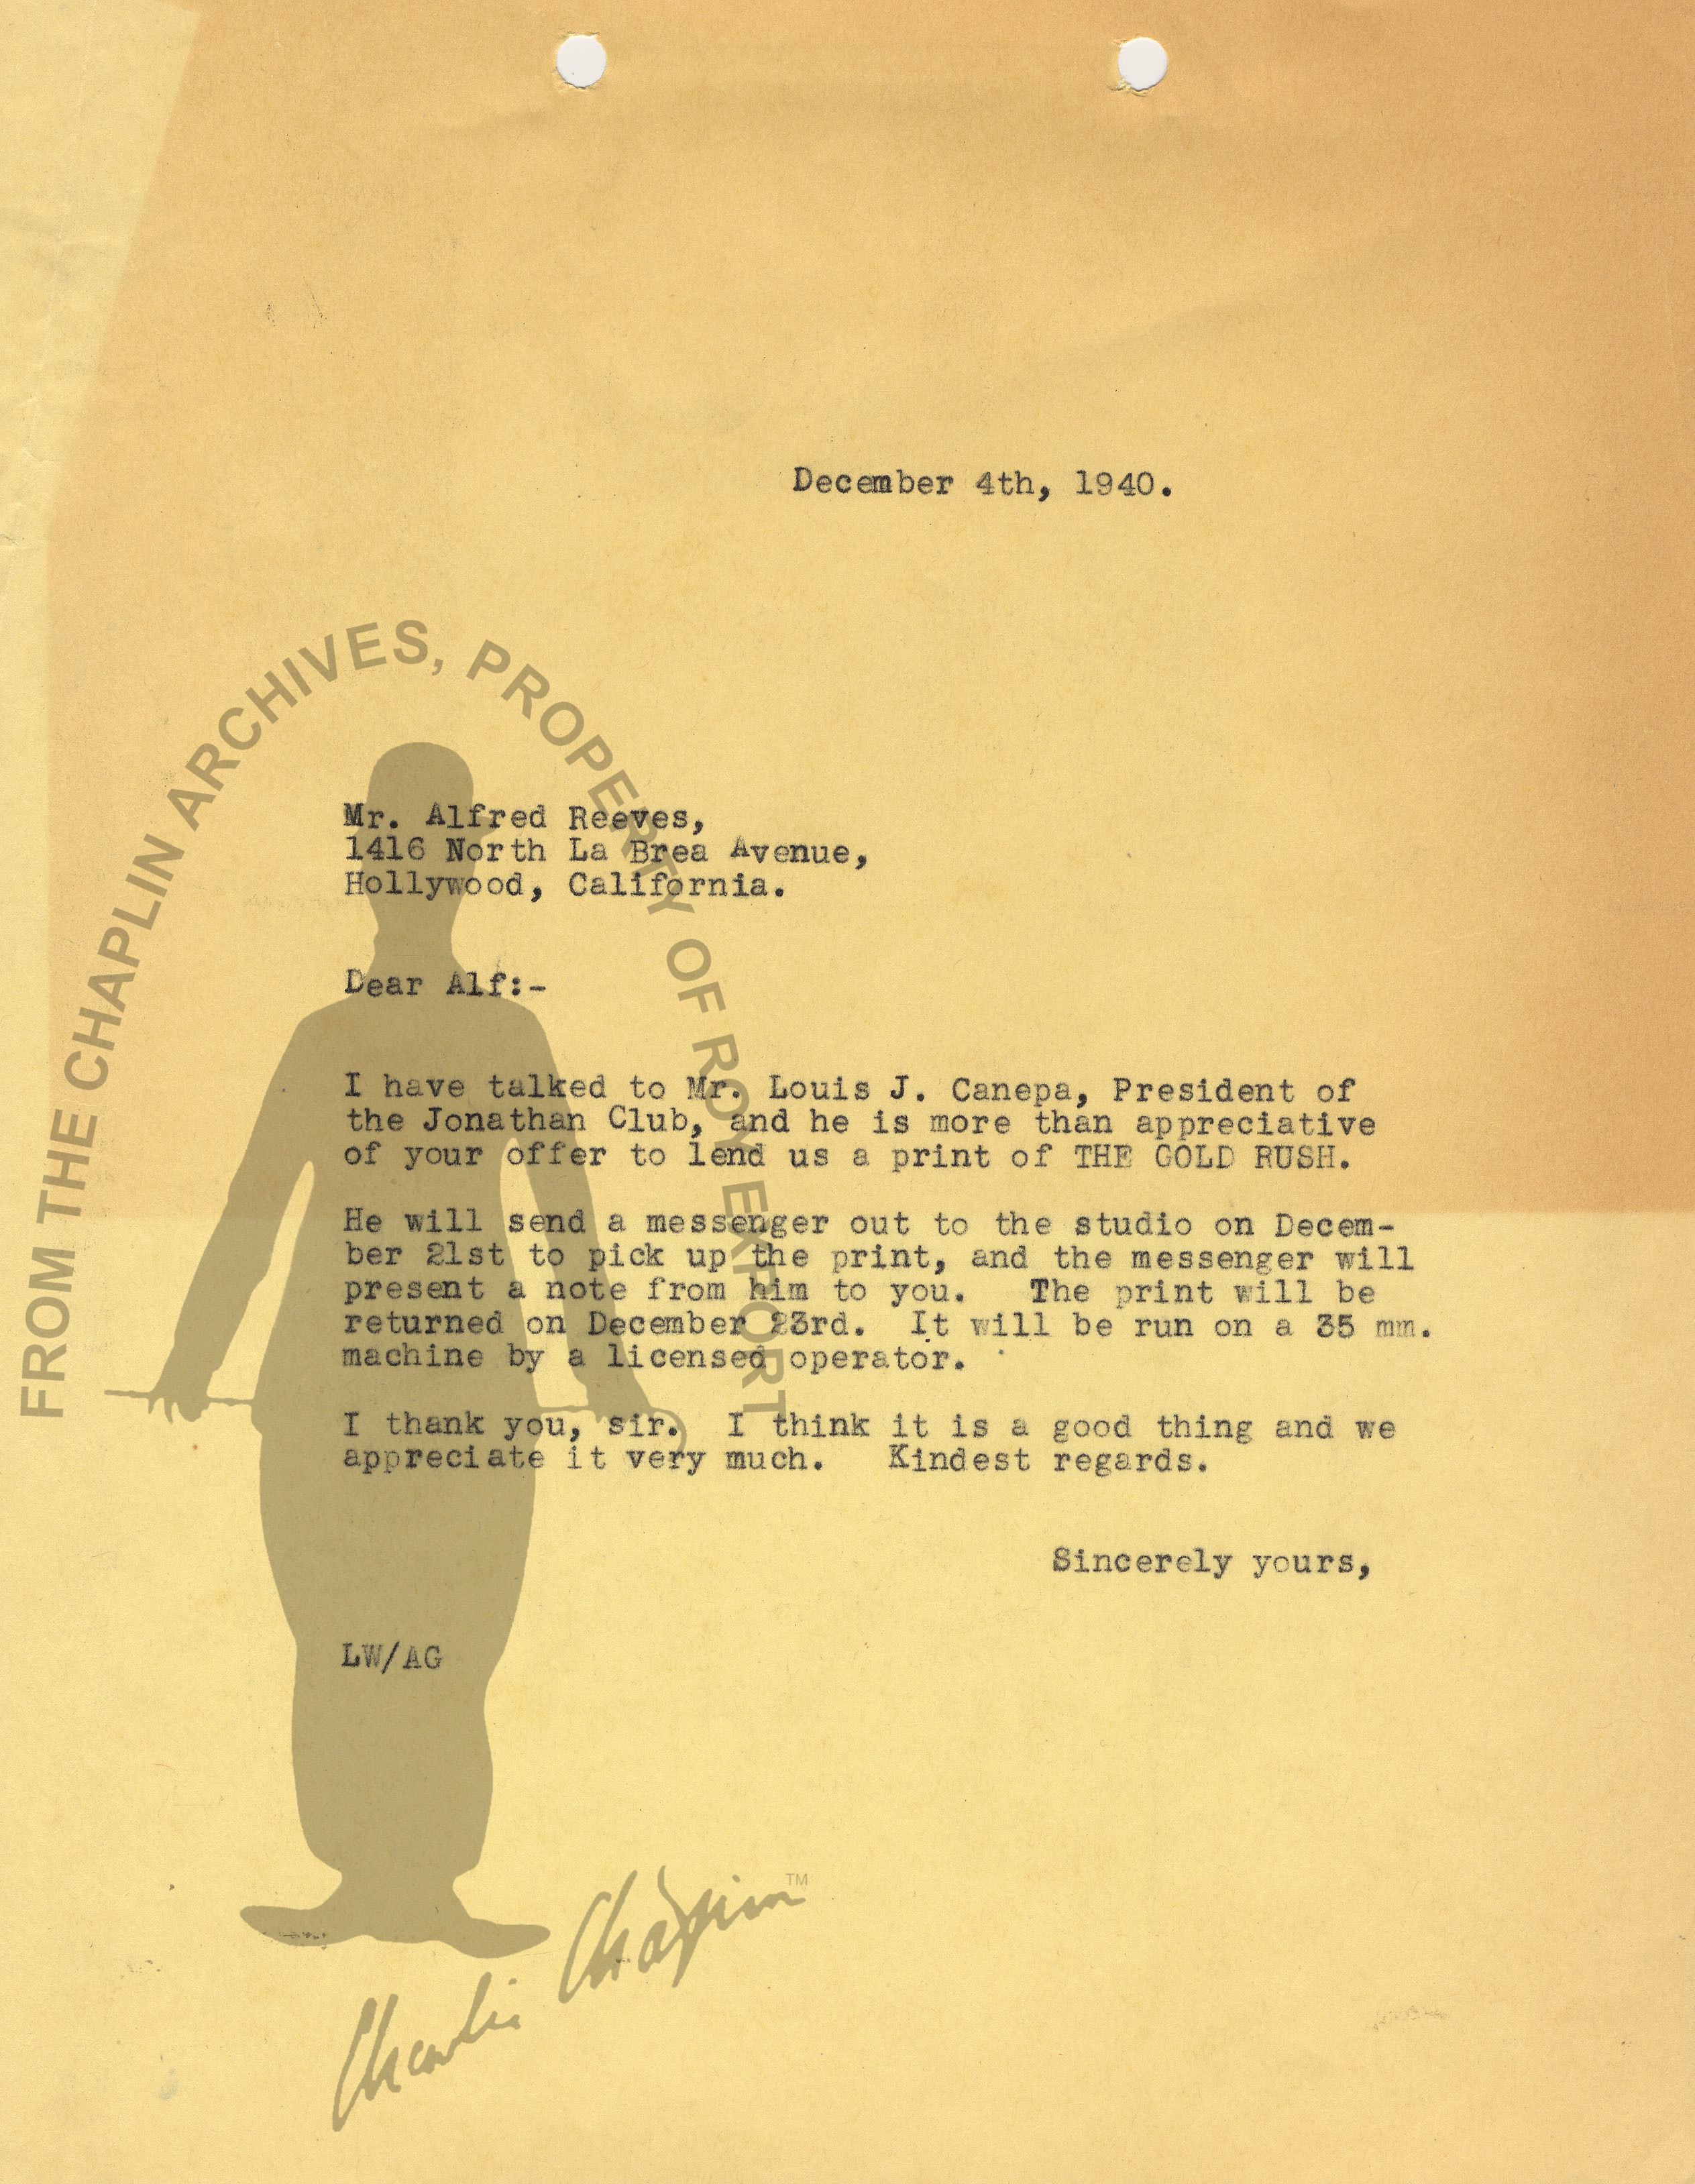 December 4th, 1940.
Mr. Alfred Reeves,
1416 North La Brea Avenue,
Hollywood, California.
Dear Alf:-
I have talked to Mr. Louis J. Canepa, President of
the Jonathan Club, and he is more than appreciative
of your offer to lend us a print of THE GOLD RUSH.
He will send a messenger out to the studio on Decem-
ber 21st to pick up the print, and the messenger will
present a note from him to you. The print will be
returned on December 23rd. It will be run on a 35 mm.
machine by a licensed operator.
I thank you, sir. I think it is a good thing and we
appreciate it very much. Kindest regards.
Sincerely yours,
LW/AG
FROM THE CHAPLIN ARCHIVES, PROPERTY OF ROY EXPORT
Charlie Chaplin TM